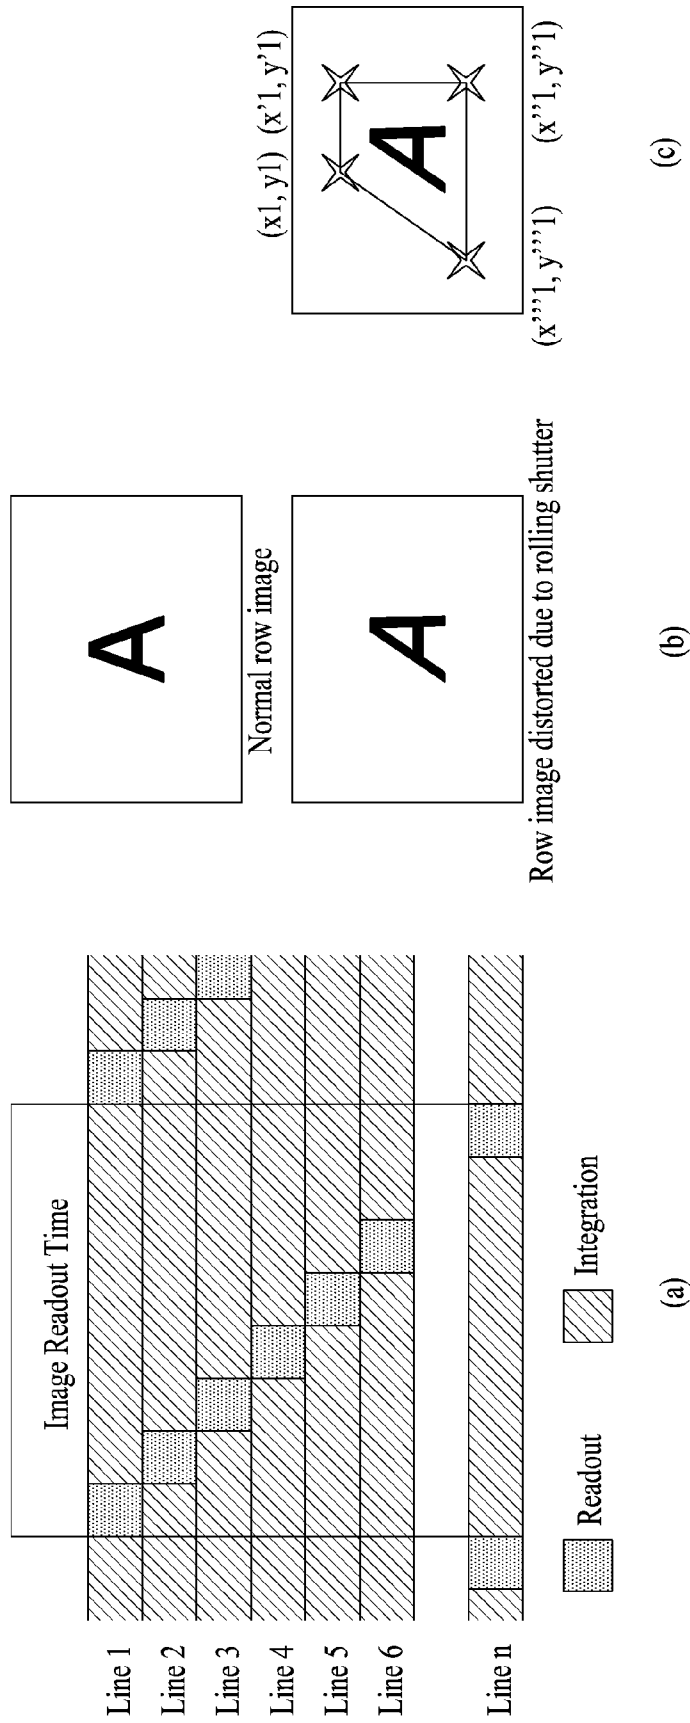 Image Readout Time
Line 1
Line 2
Line 3
Line 4
Line 5
Line 6
Line n
Readout
Integration
(a)
A
Normal row image
A
Row image distorted due to rolling shutter
(b)
(x1, y1) (x'1, y'1)
A
(x'''1, y'''1) (x''1, y''1)
(c)